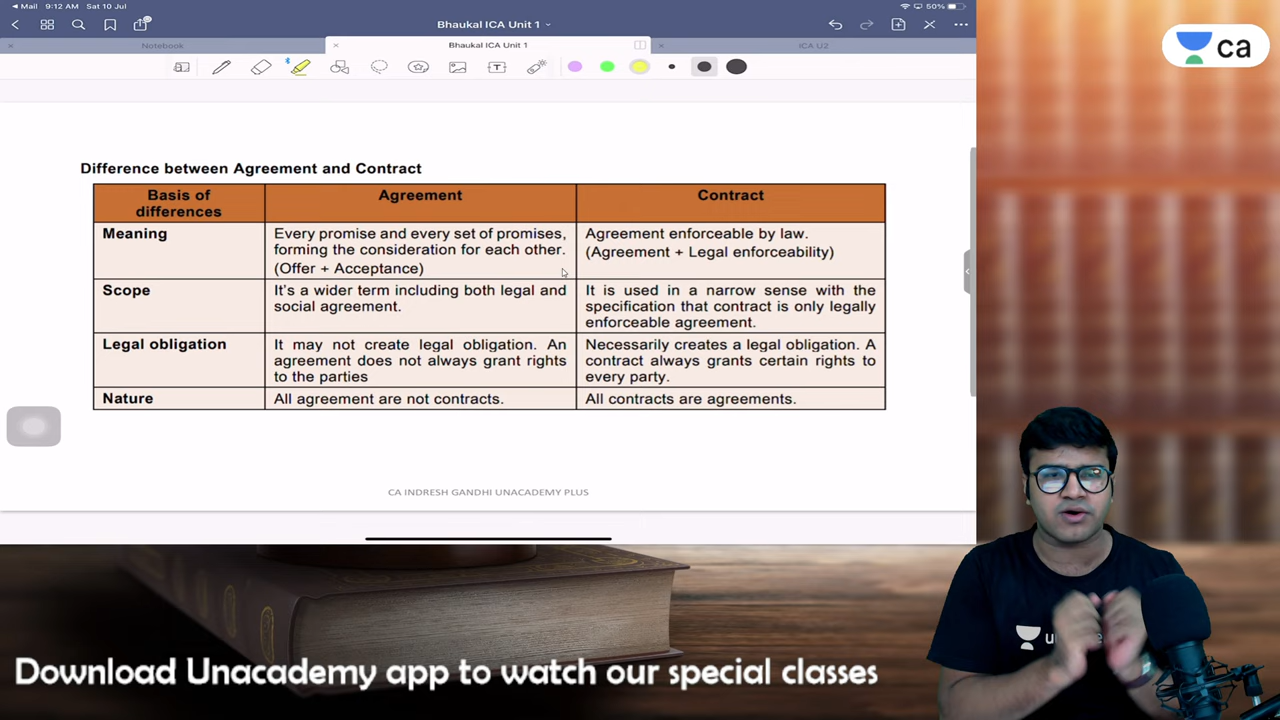 Mail 9:12 AM Sat 10 Jul 50%
Bhaukal ICA Unit 1
Notebook Bhaukal ICA Unit 1 ICA U2
T
ca
Difference between Agreement and Contract
Basis of differences Agreement Contract
Meaning
Every promise and every set of promises,
forming the consideration for each other.
(Offer + Acceptance)
Agreement enforceable by law.
(Agreement + Legal enforceability)
Scope
It's a wider term including both legal and
social agreement.
It is used in a narrow sense with the
specification that contract is only legally
enforceable agreement.
Legal obligation
It may not create legal obligation. An
agreement does not always grant rights
to the parties
Necessarily creates a legal obligation. A
contract always grants certain rights to
every party.
Nature
All agreement are not contracts.
All contracts are agreements.
CA INDRESH GANDHI UNACADEMY PLUS
Download Unacademy app to watch our special classes